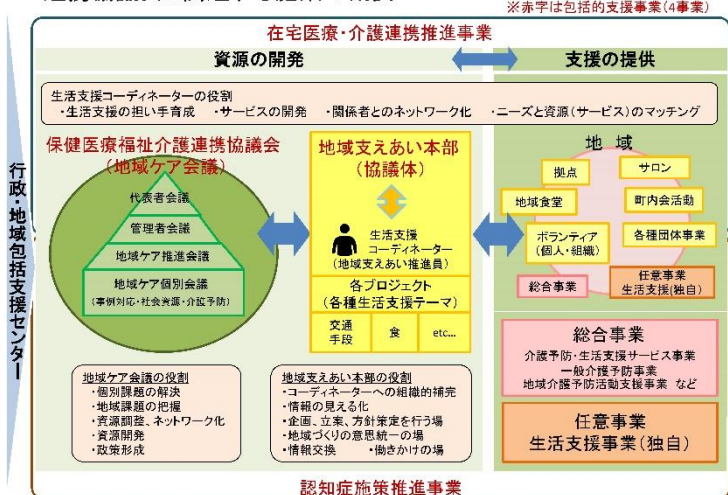 ※赤字は包括的支援事業(4事業)
在宅医療・介護連携推進事業
資源の開発
支援の提供
生活支援コーディネーターの役割
・生活支援の担い手育成 ・サービスの開発 ・関係者とのネットワーク化 ・ニーズと資源(サービス)のマッチング
行政・地域包括支援センター
保健医療福祉介護連携協議会
(地域ケア会議)
代表者会議
管理者会議
地域ケア推進会議
地域ケア個別会議
(事例対応・社会資源・介護予防)
地域支えあい本部
(協議体)
生活支援
コーディネーター
(地域支えあい推進員)
各プロジェクト
(各種生活支援テーマ)
交通
手段
食
etc…
地域
拠点
サロン
地域食堂
町内会活動
ボランティア
(個人・組織)
各種団体事業
総合事業
任意事業
生活支援(独自)
地域ケア会議の役割
・個別課題の解決
・地域課題の把握
・資源調整、ネットワーク化
・資源開発
・政策形成
地域支えあい本部の役割
・コーディネーターへの組織的補完
・情報の見える化
・企画、立案、方針策定を行う場
・地域づくりの意思統一の場
・情報交換 ・働きかけの場
総合事業
介護予防・生活支援サービス事業
一般介護予防事業
地域介護予防活動支援事業 など
任意事業
生活支援事業(独自)
認知症施策推進事業